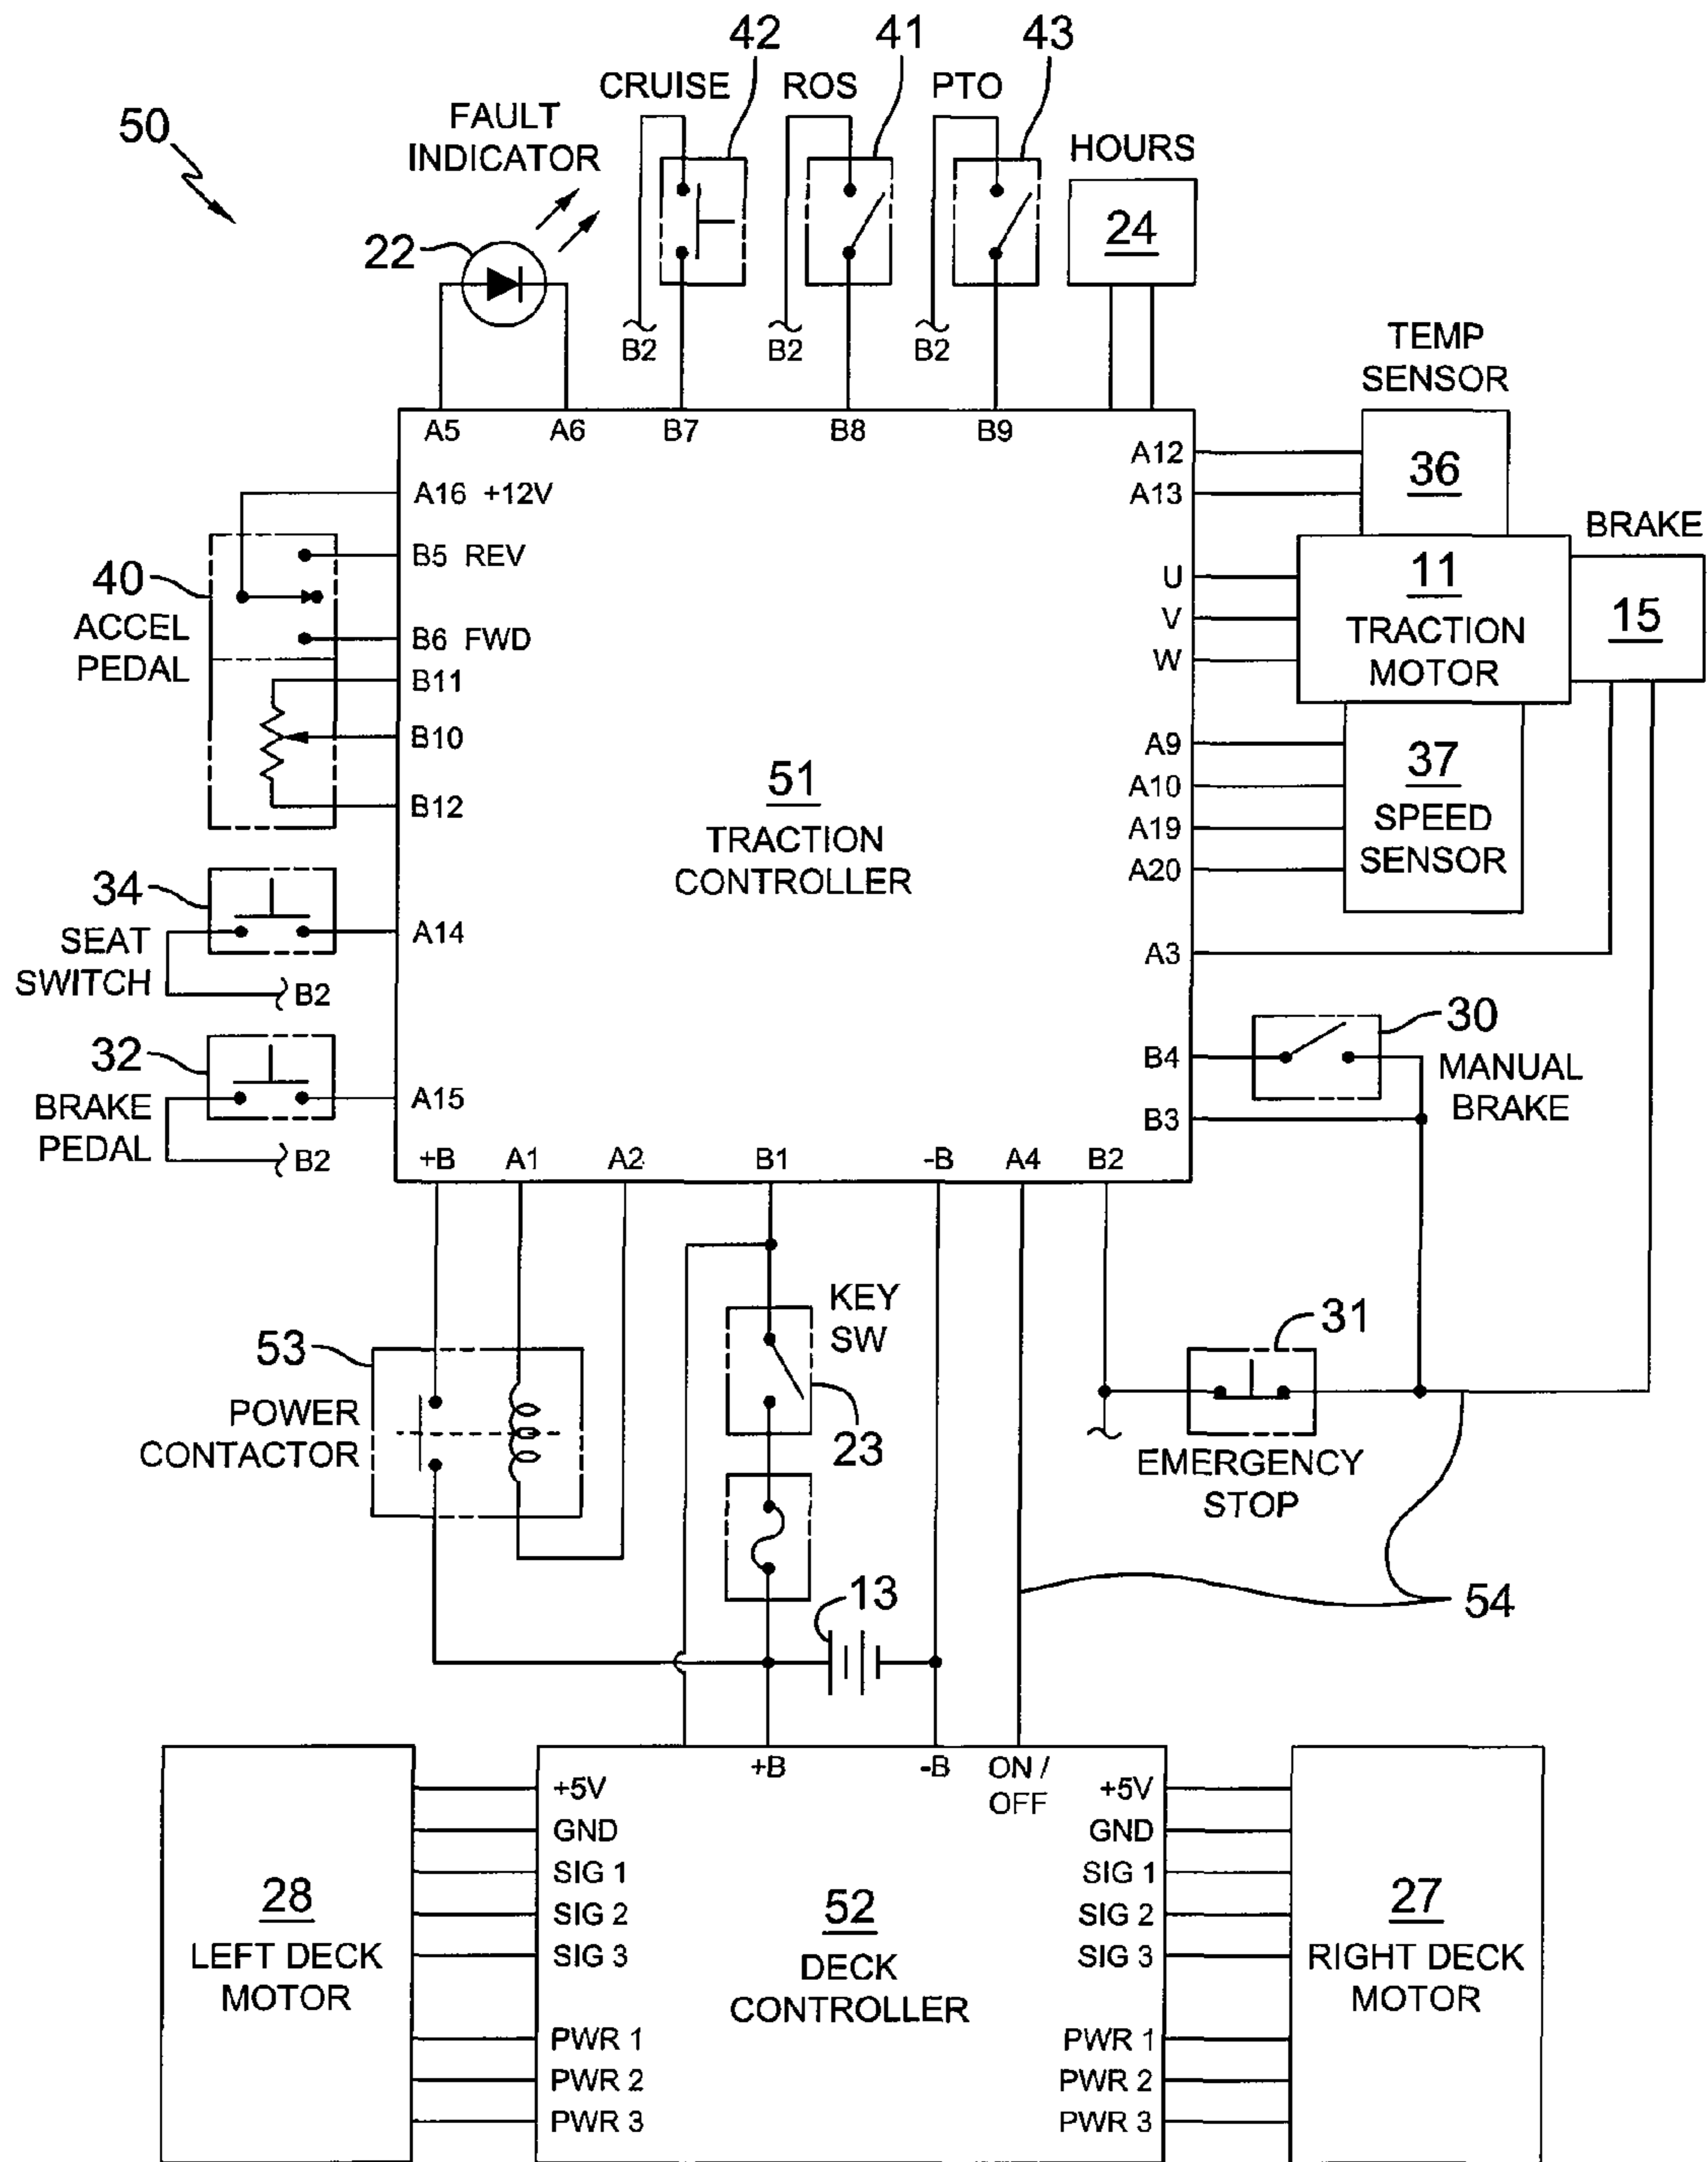 42
41
43
CRUISE
ROS
PTO
50
FAULT
INDICATOR
HOURS
24
22
B2
B2
B2
TEMP
SENSOR
36
A5
A6
B7
B8
B9
A12
A13
A16 +12V
B5 REV
B6 FWD
B11
B10
B12
40
ACCEL
PEDAL
U
V
W
11
TRACTION
MOTOR
BRAKE
15
51
TRACTION
CONTROLLER
A9
A10
A19
A20
37
SPEED
SENSOR
34
SEAT
SWITCH
B2
A14
A3
32
BRAKE
PEDAL
B2
A15
B4
B3
30
MANUAL
BRAKE
+B
A1
A2
B1
-B
A4
B2
53
POWER
CONTACTOR
KEY
SW
23
31
EMERGENCY
STOP
13
54
+B
-B
ON /
OFF
28
LEFT DECK
MOTOR
+5V
GND
SIG 1
SIG 2
SIG 3
PWR 1
PWR 2
PWR 3
52
DECK
CONTROLLER
+5V
GND
SIG 1
SIG 2
SIG 3
PWR 1
PWR 2
PWR 3
27
RIGHT DECK
MOTOR